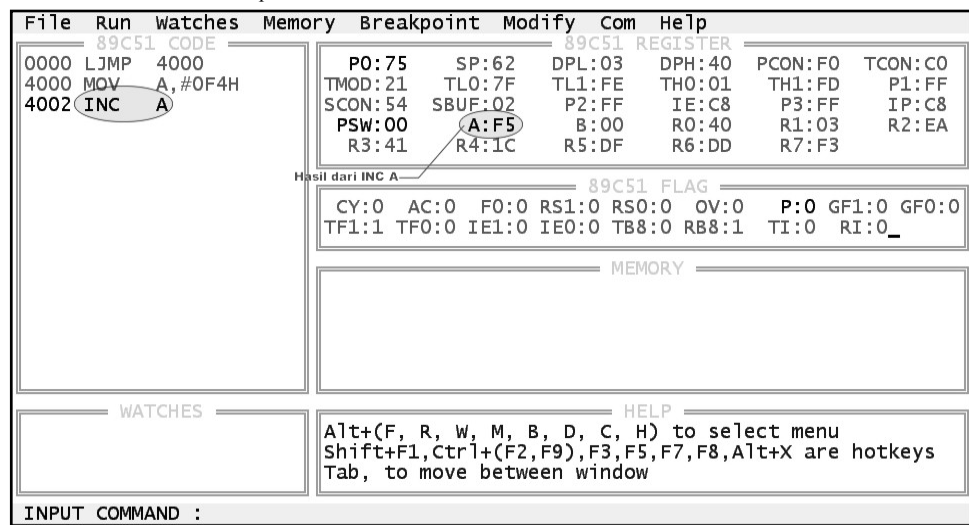 File Run Watches Memory Breakpoint Modify Com Help
89C51 CODE
0000 LJMP 4000
4000 MOV A,#0F4H
4002 INC A
89C51 REGISTER
P0:75 SP:62 DPL:03 DPH:40 PCON:F0 TCON:C0
TMOD:21 TL0:7F TL1:FE TH0:01 TH1:FD P1:FF
SCON:54 SBUF:02 P2:FF IE:C8 P3:FF IP:C8
PSW:00 A:F5 B:00 R0:40 R1:03 R2:EA
R3:41 R4:1C R5:DF R6:DD R7:F3
Hasil dari INC A
89C51 FLAG
CY:0 AC:0 F0:0 RS1:0 RS0:0 OV:0 P:0 GF1:0 GF0:0
TF1:1 TF0:0 IE1:0 IE0:0 TB8:0 RB8:1 TI:0 RI:0_
MEMORY
WATCHES
HELP
Alt+(F, R, W, M, B, D, C, H) to select menu
Shift+F1,Ctrl+(F2,F9),F3,F5,F7,F8,Alt+X are hotkeys
Tab, to move between window
INPUT COMMAND :